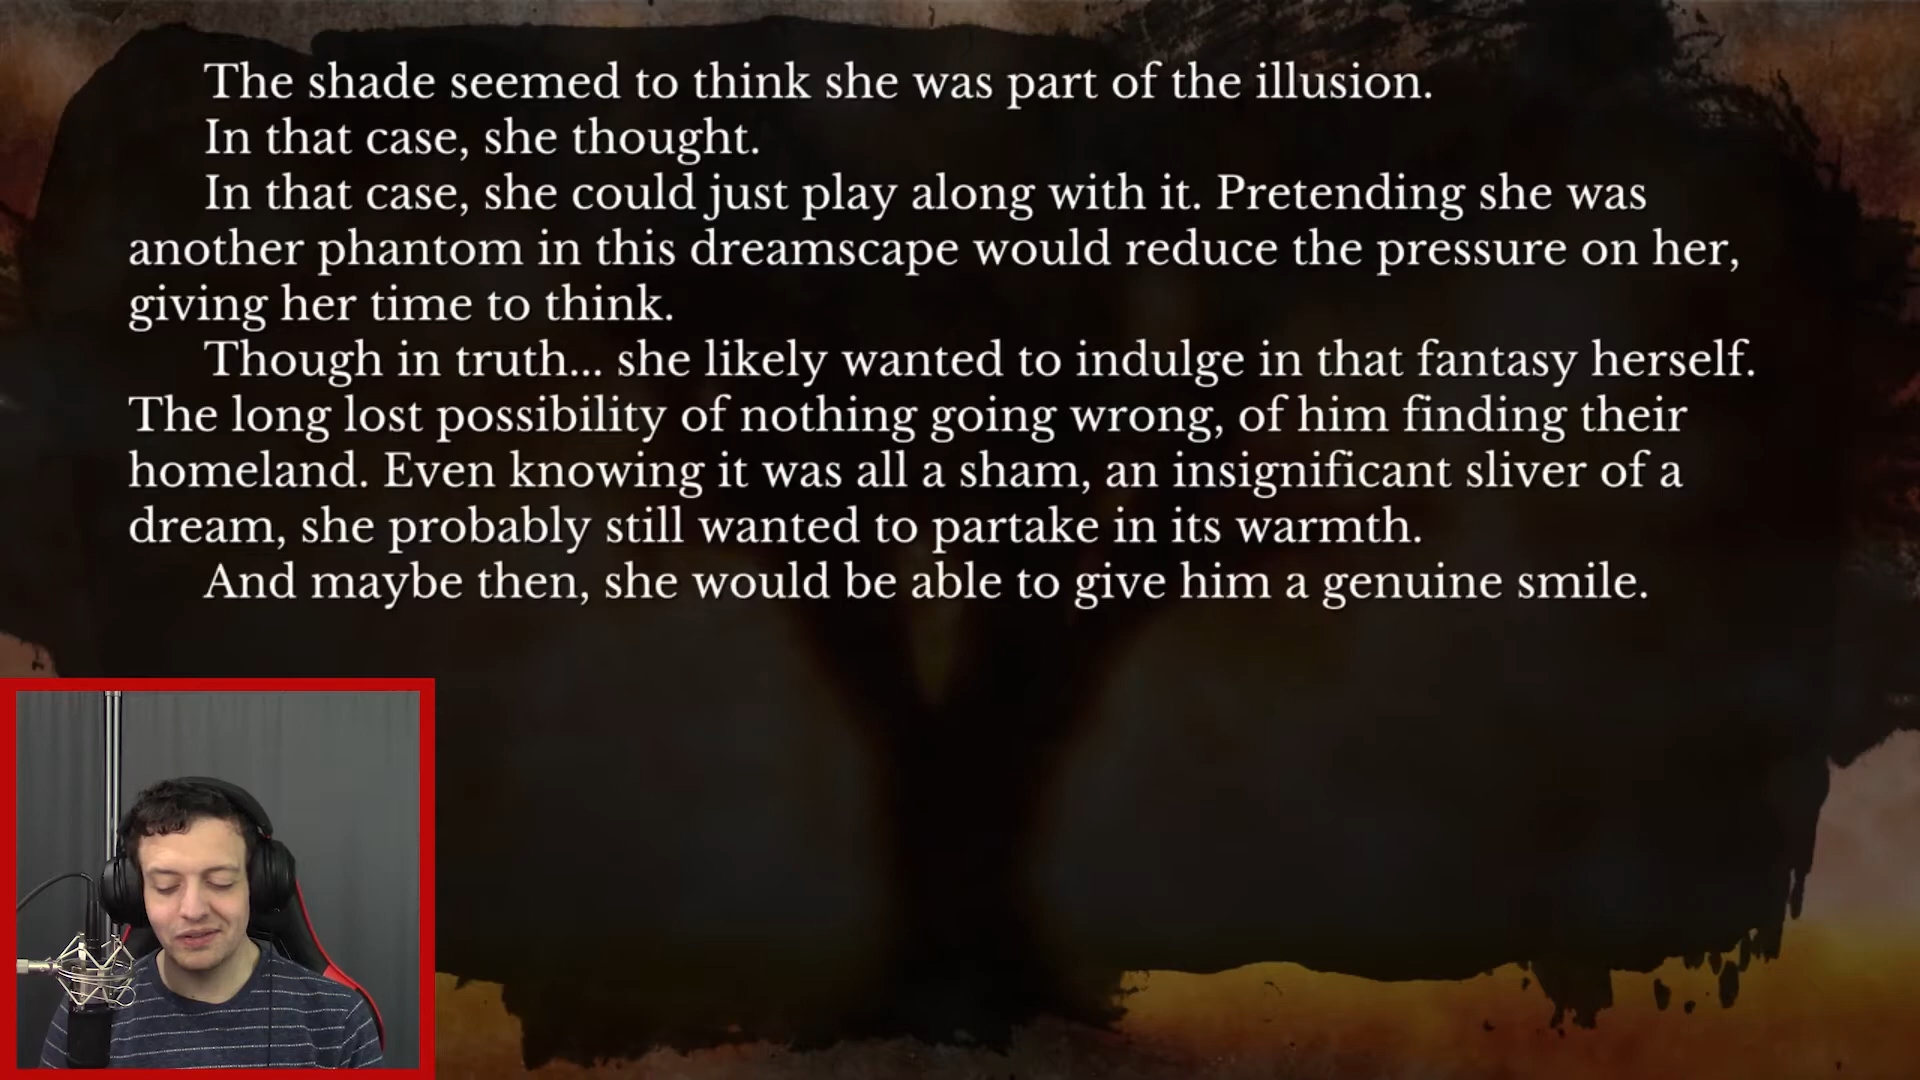 The shade seemed to think she was part of the illusion.
In that case, she thought.
In that case, she could just play along with it. Pretending she was
another phantom in this dreamscape would reduce the pressure on her,
giving her time to think.
Though in truth... she likely wanted to indulge in that fantasy herself.
The long lost possibility of nothing going wrong, of him finding their
homeland. Even knowing it was all a sham, an insignificant sliver of a
dream, she probably still wanted to partake in its warmth.
And maybe then, she would be able to give him a genuine smile.